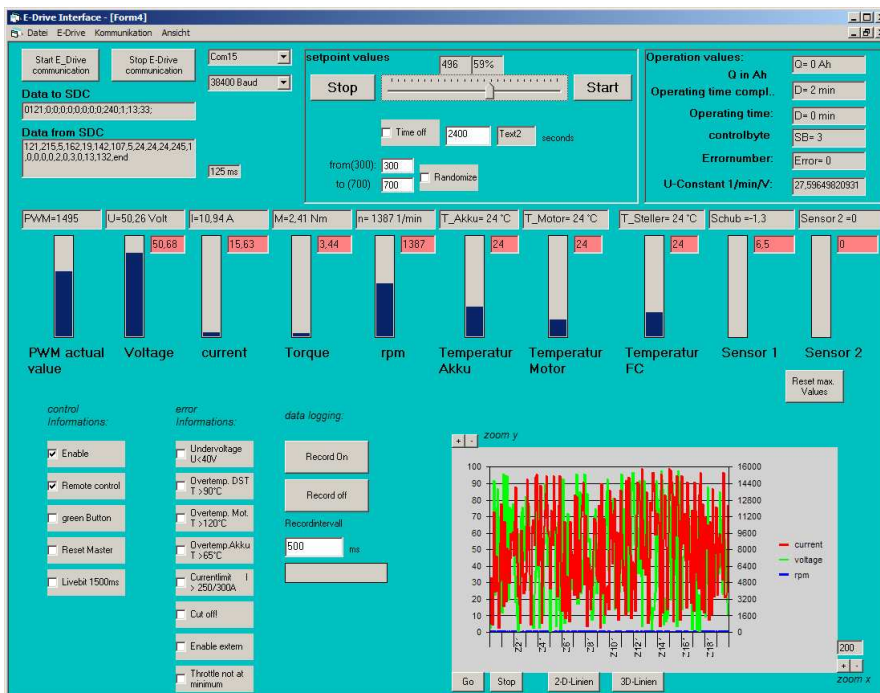 E-Drive Interface - [Form4]
Datei E-Drive Kommunikation Ansicht
Start E_Drive
communication
Stop E-Drive
communication
Com15
38400 Baud
Data to SDC
0121;0;0;0;0;0;0;0;0;240;1;13;33;
Data from SDC
121,215,5,162,19,142,107,5,24,24,24,245,1
,0,0,0,0,2,0,3,0,13,132,end
125 ms
setpoint values
496 59%
Stop
Start
Time off
2400
Text2
seconds
from(300): 300
to (700) 700
Randomize
Operation values:
Q in Ah
Q= 0 Ah
Operating time compl..
D= 2 min
Operating time:
D= 0 min
controlbyte
SB= 3
Errornumber:
Error= 0
U-Constant 1/min/V:
27,59649820931
PWM=1495 U=50,26 Volt I=10,94 A M=2,41 Nm n= 1387 1/min T_Akku= 24 °C T_Motor= 24 °C T_Steller= 24 °C Schub =-1,3 Sensor 2 =0
50,68 15,63 3,44 1387 24 24 24 6,5 0
PWM actual
value
Voltage
current
Torque
rpm
Temperatur
Akku
Temperatur
Motor
Temperatur
FC
Sensor 1
Sensor 2
Reset max.
Values
control
Informations:
Enable
Remote control
green Button
Reset Master
Livebit 1500ms
error
Informations:
Undervoltage
U<40V
Overtemp. DST
T >90°C
Overtemp. Mot.
T >120°C
Overtemp.Akku
T >65°C
Currentlimit I
> 250/300A
Cut off!
Enable extern
Throttle not at
minimum
data logging:
Record On
Record off
Recordintervall
500 ms
+ - zoom y
100 16000
90 14400
80 12800
70 11200
60 9600
50 8000
40 6400
30 4800
20 3200
10 1600
0 0
current
voltage
rpm
Z2 Z4 Z6 Z8 Z10 Z12 Z14 Z16 Z18
200
+ -
zoom x
Go Stop 2-D-Linien 3D-Linien